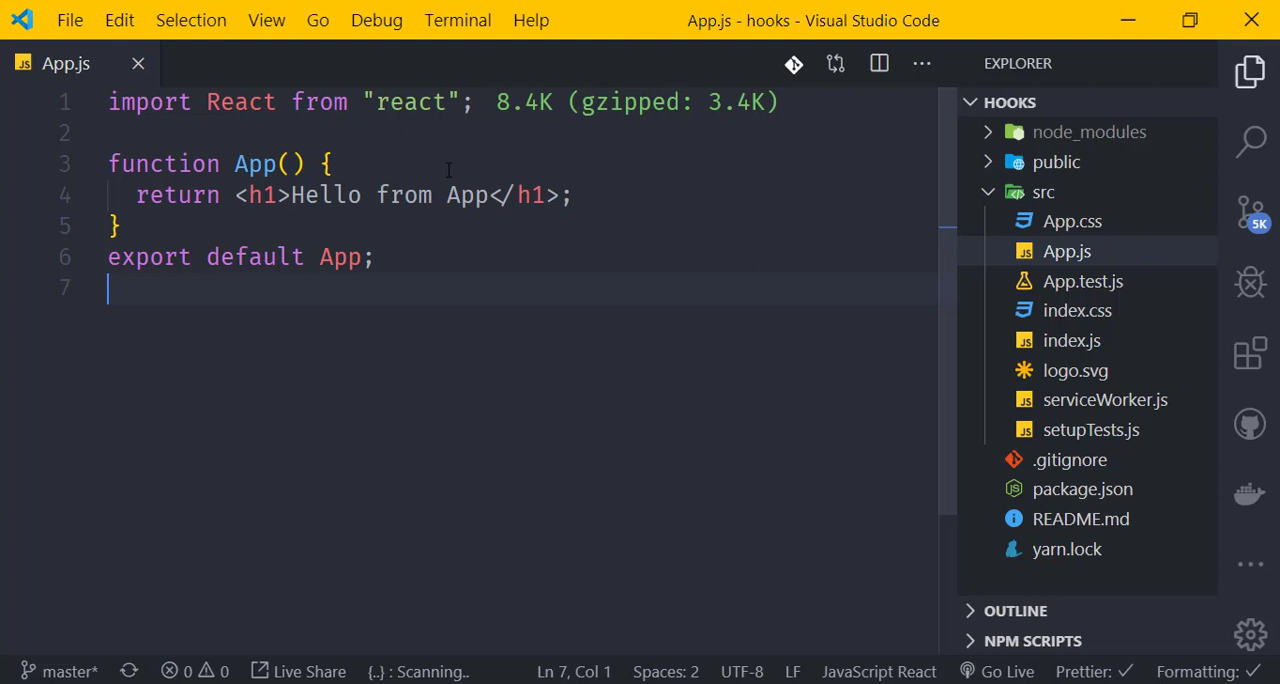 File Edit Selection View Go Debug Terminal Help App.js - hooks - Visual Studio Code
JS App.js
EXPLORER
1 import React from "react"; 8.4K (gzipped: 3.4K)
2
3 function App() {
4 return <h1>Hello from App</h1>;
5 }
6 export default App;
7
HOOKS
node_modules
public
src
App.css
JS App.js
App.test.js
index.css
JS index.js
logo.svg
JS serviceWorker.js
JS setupTests.js
.gitignore
package.json
README.md
yarn.lock
OUTLINE
NPM SCRIPTS
5K
master* 0 0 Live Share {..} : Scanning.. Ln 7, Col 1 Spaces: 2 UTF-8 LF JavaScript React Go Live Prettier: ✓ Formatting: ✓